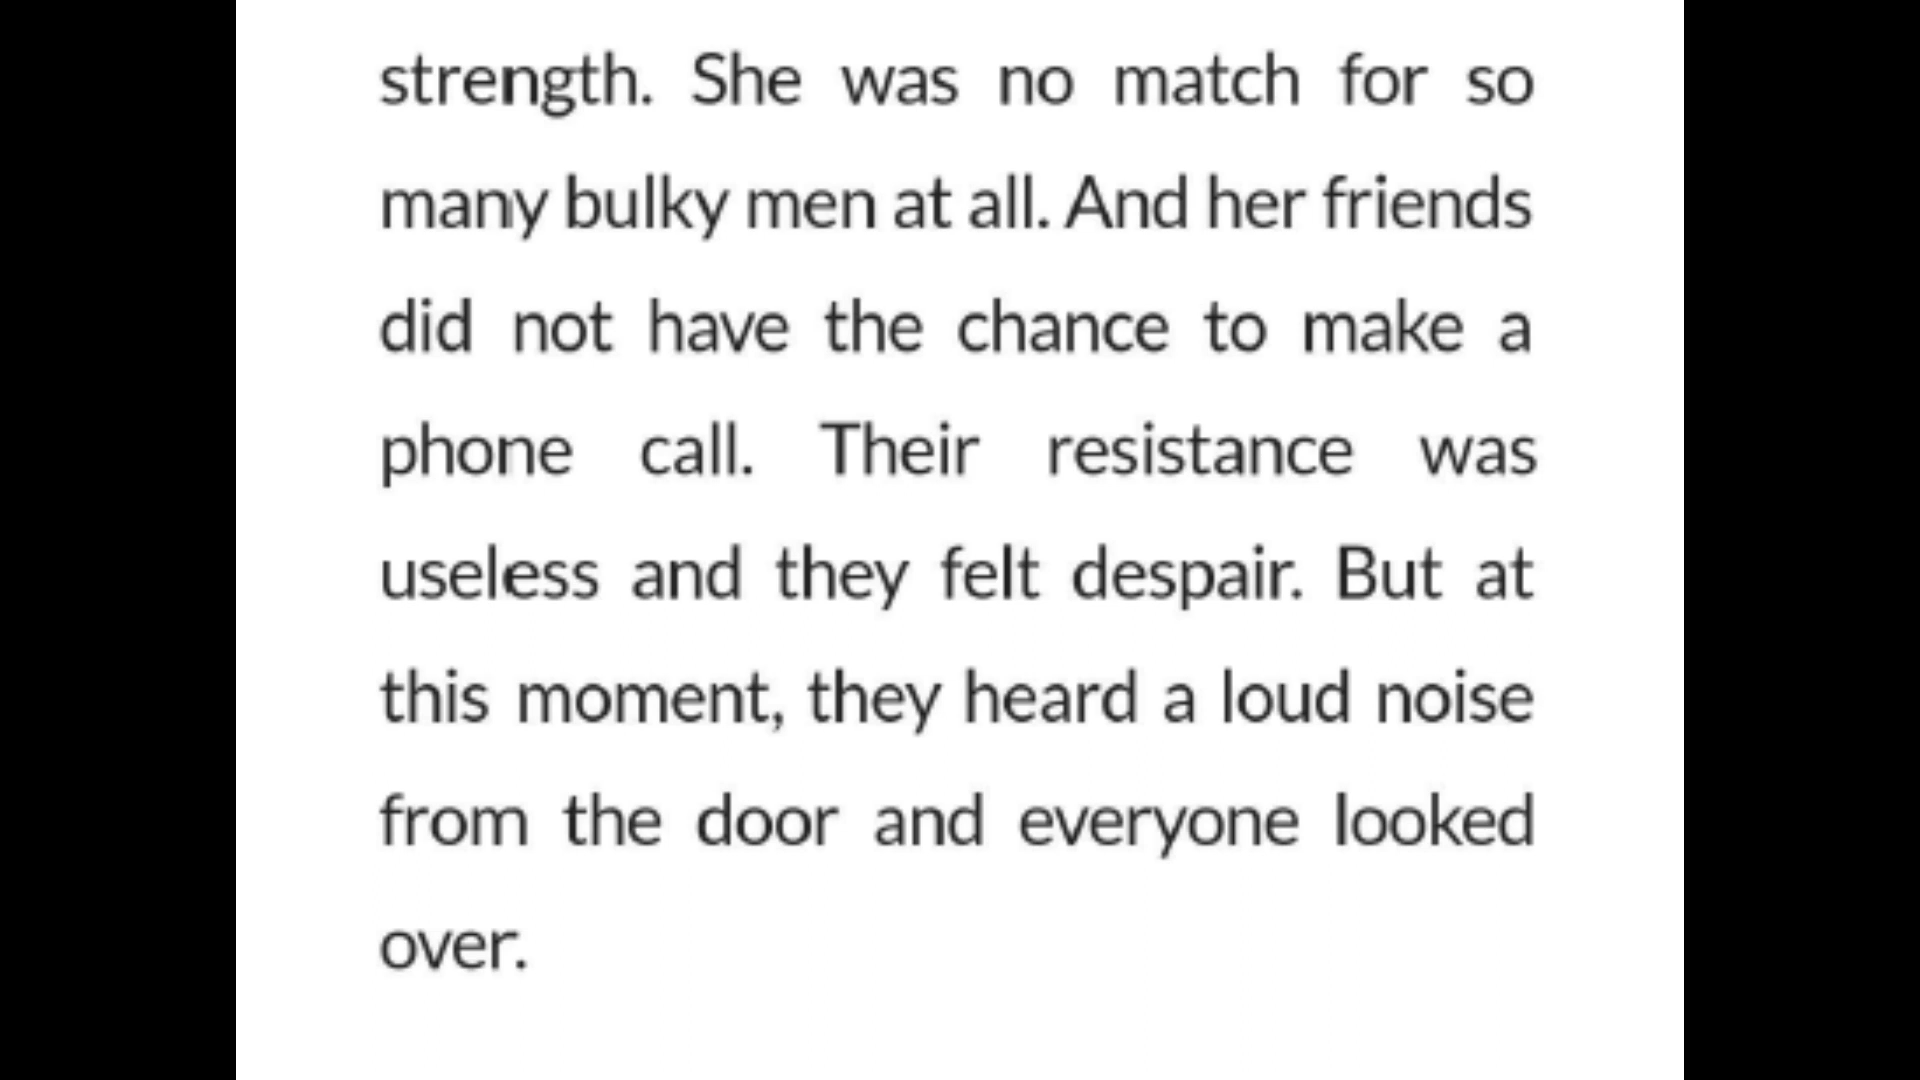 strength. She was no match for so
many bulky men at all. And her friends
did not have the chance to make a
phone call. Their resistance was
useless and they felt despair. But at
this moment, they heard a loud noise
from the door and everyone looked
over.